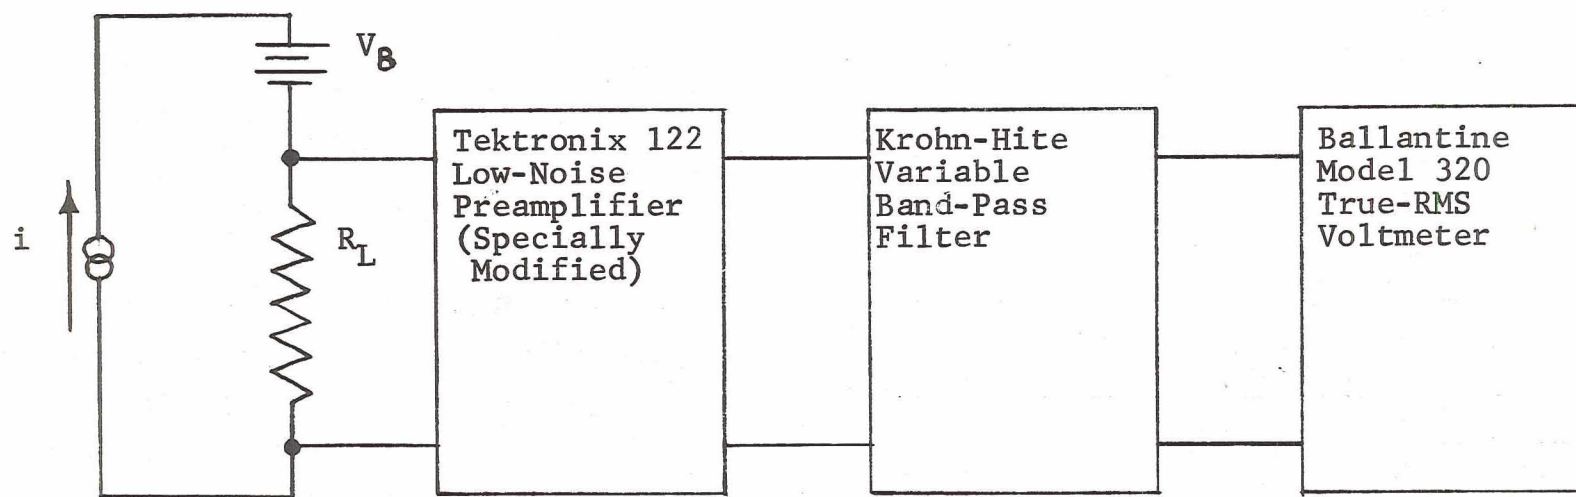 V_B
i
R_L
Tektronix 122
Low-Noise
Preamplifier
(Specially
Modified)
Krohn-Hite
Variable
Band-Pass
Filter
Ballantine
Model 320
True-RMS
Voltmeter